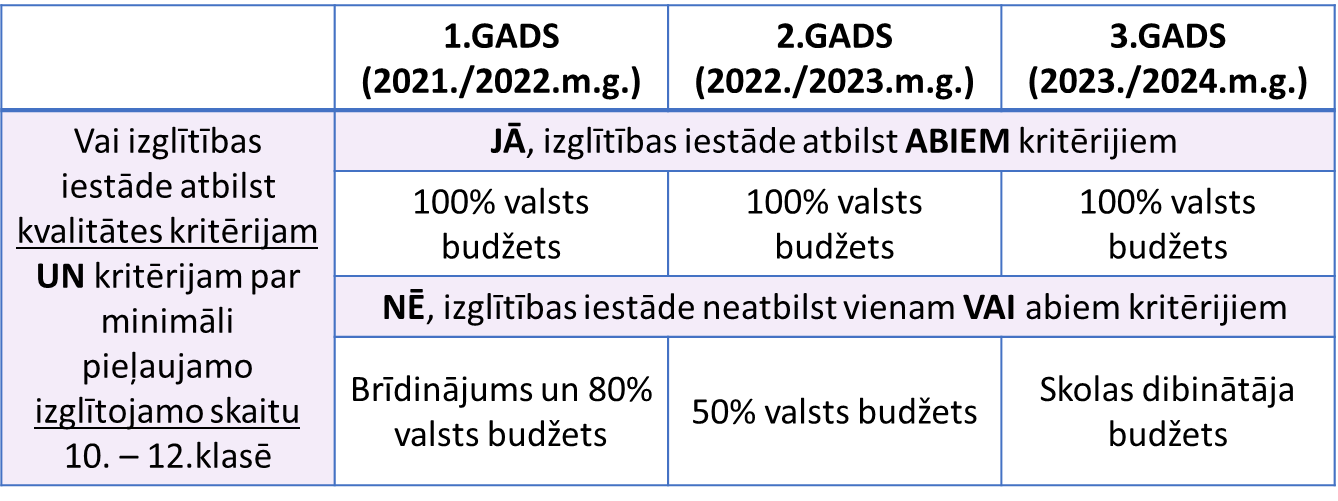 1.GADS
(2021./2022.m.g.)
2.GADS
(2022./2023.m.g.)
3.GADS
(2023./2024.m.g.)
Vai izglītības
iestāde atbilst
kvalitātes kritērijam
UN kritērijam par
minimāli
pieļaujamo
izglītojamo skaitu
10. – 12.klasē
JĀ, izglītības iestāde atbilst ABIEM kritērijiem
100% valsts
budžets
100% valsts
budžets
100% valsts
budžets
NĒ, izglītības iestāde neatbilst vienam VAI abiem kritērijiem
Brīdinājums un 80%
valsts budžets
50% valsts budžets
Skolas dibinātāja
budžets